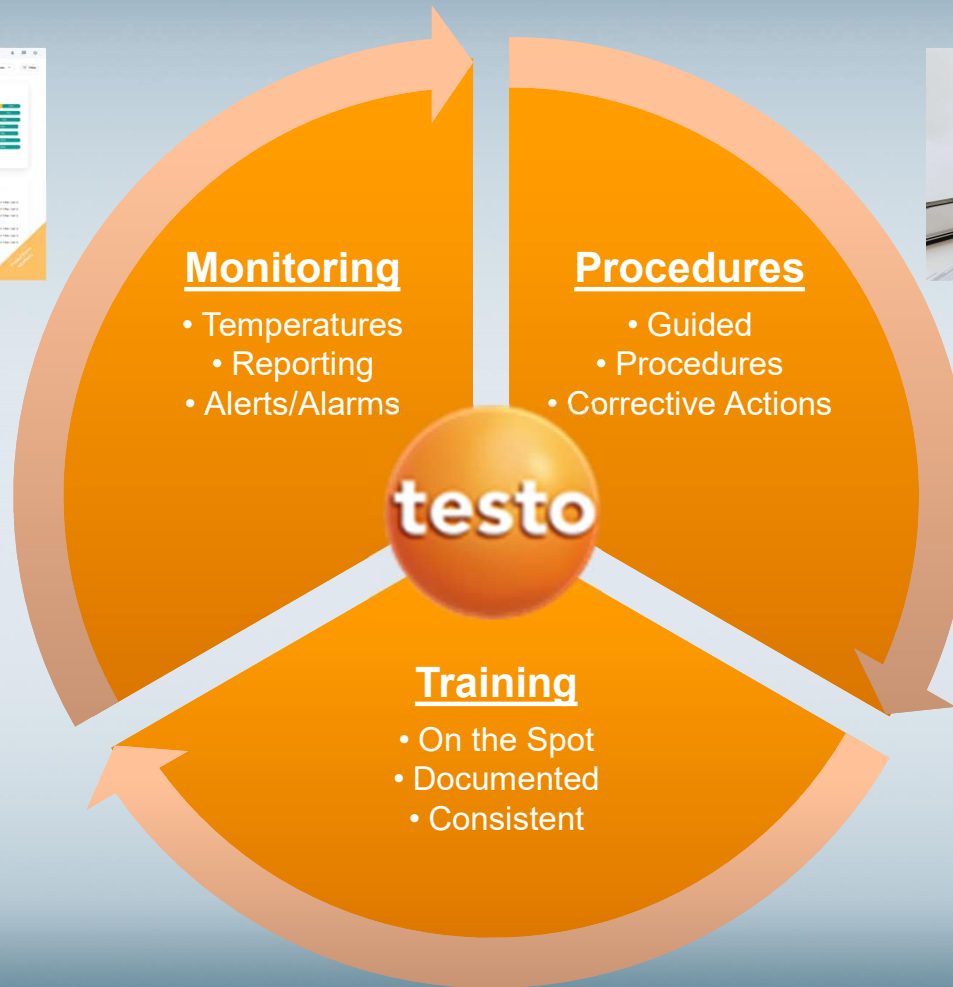 Monitoring
• Temperatures
• Reporting
• Alerts/Alarms
Procedures
• Guided
• Procedures
• Corrective Actions
testo
Training
• On the Spot
• Documented
• Consistent